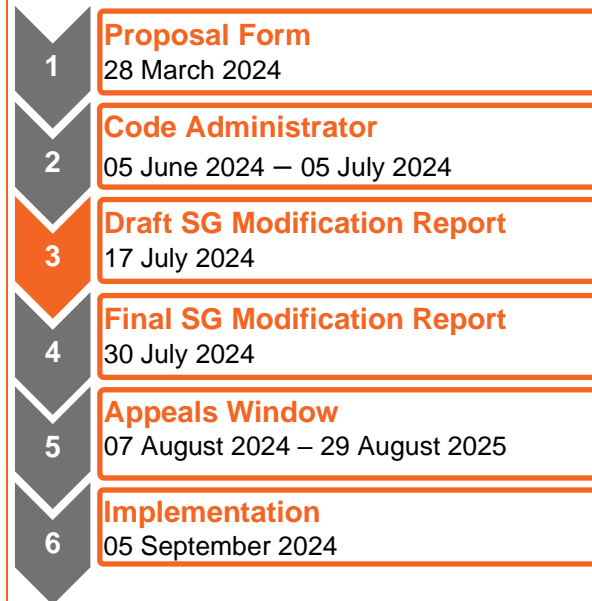 1
Proposal Form
28 March 2024
2
Code Administrator
05 June 2024 – 05 July 2024
3
Draft SG Modification Report
17 July 2024
4
Final SG Modification Report
30 July 2024
5
Appeals Window
07 August 2024 – 29 August 2025
6
Implementation
05 September 2024